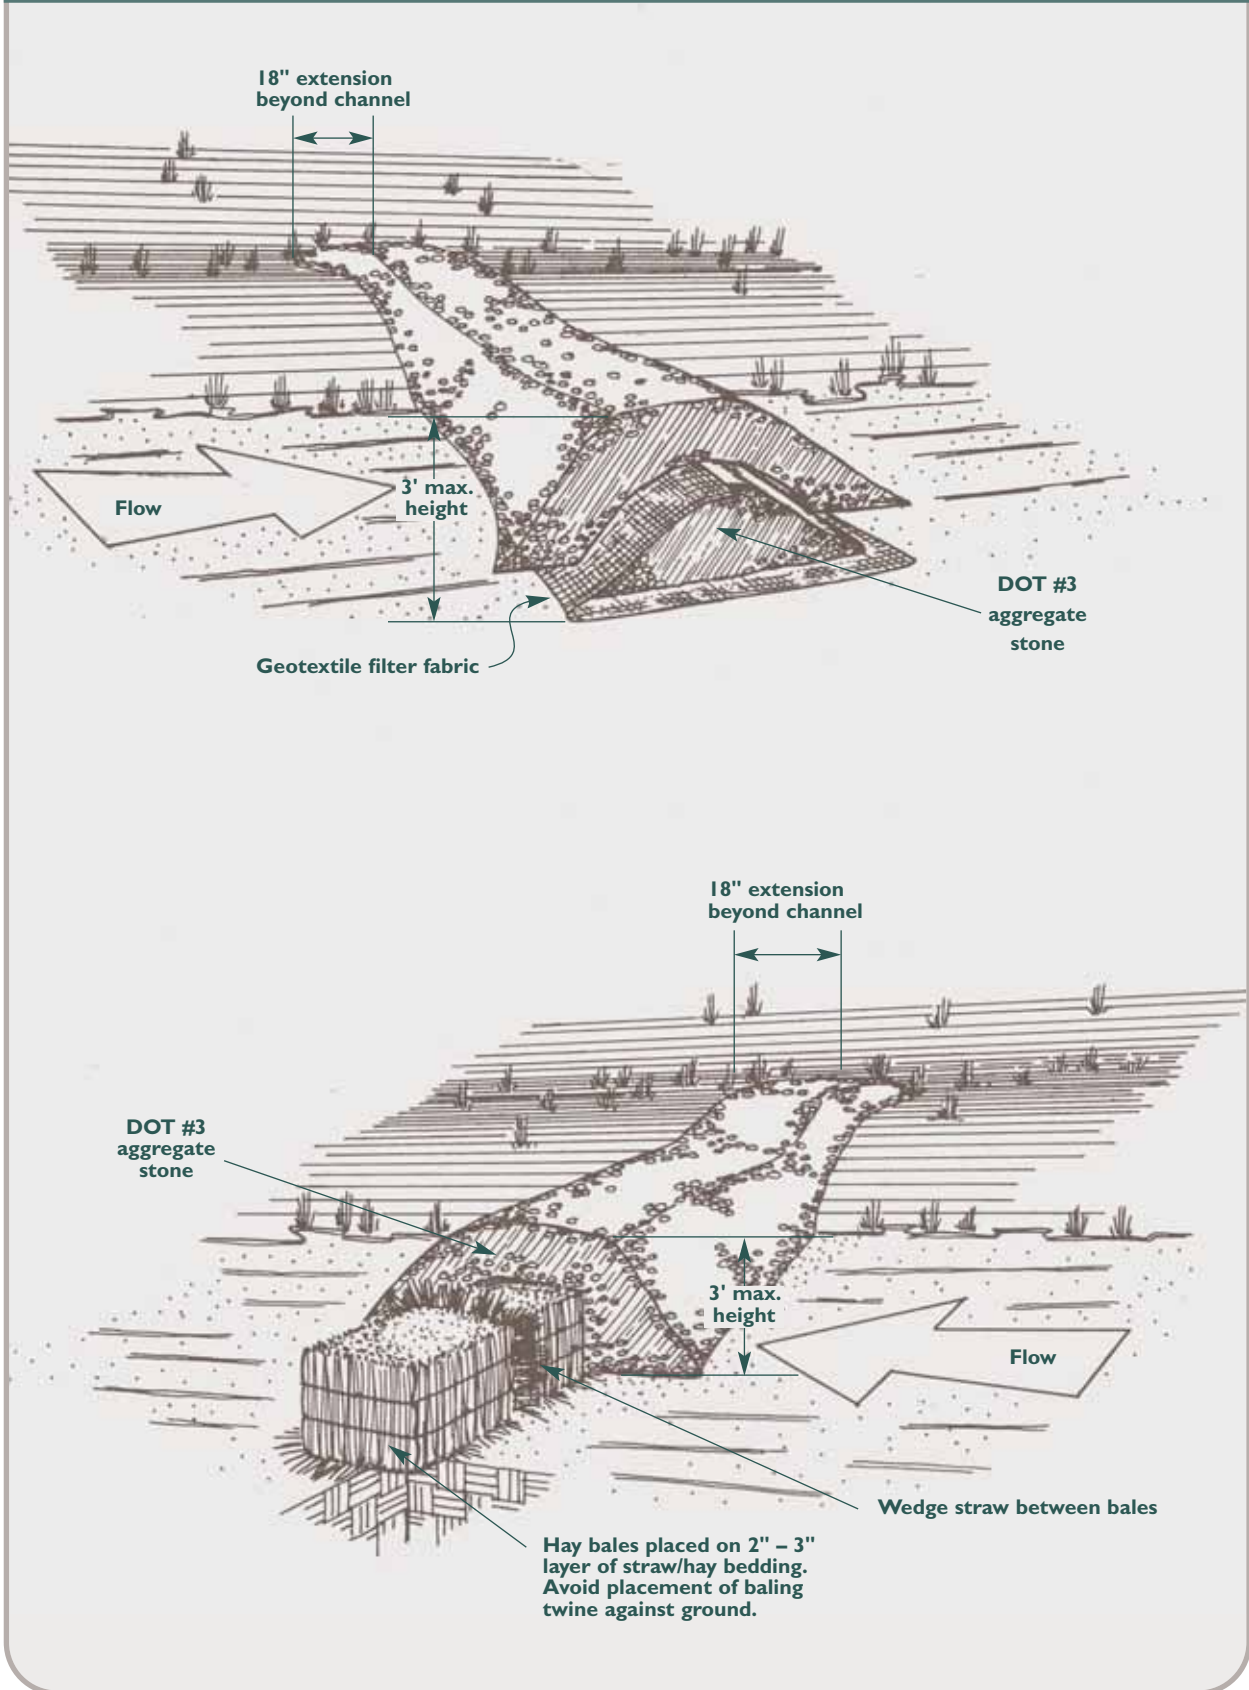 18" extension
beyond channel
Flow
3' max.
height
DOT #3
aggregate
stone
Geotextile filter fabric
18" extension
beyond channel
DOT #3
aggregate
stone
3' max.
height
Flow
Wedge straw between bales
Hay bales placed on 2" – 3"
layer of straw/hay bedding.
Avoid placement of baling
twine against ground.